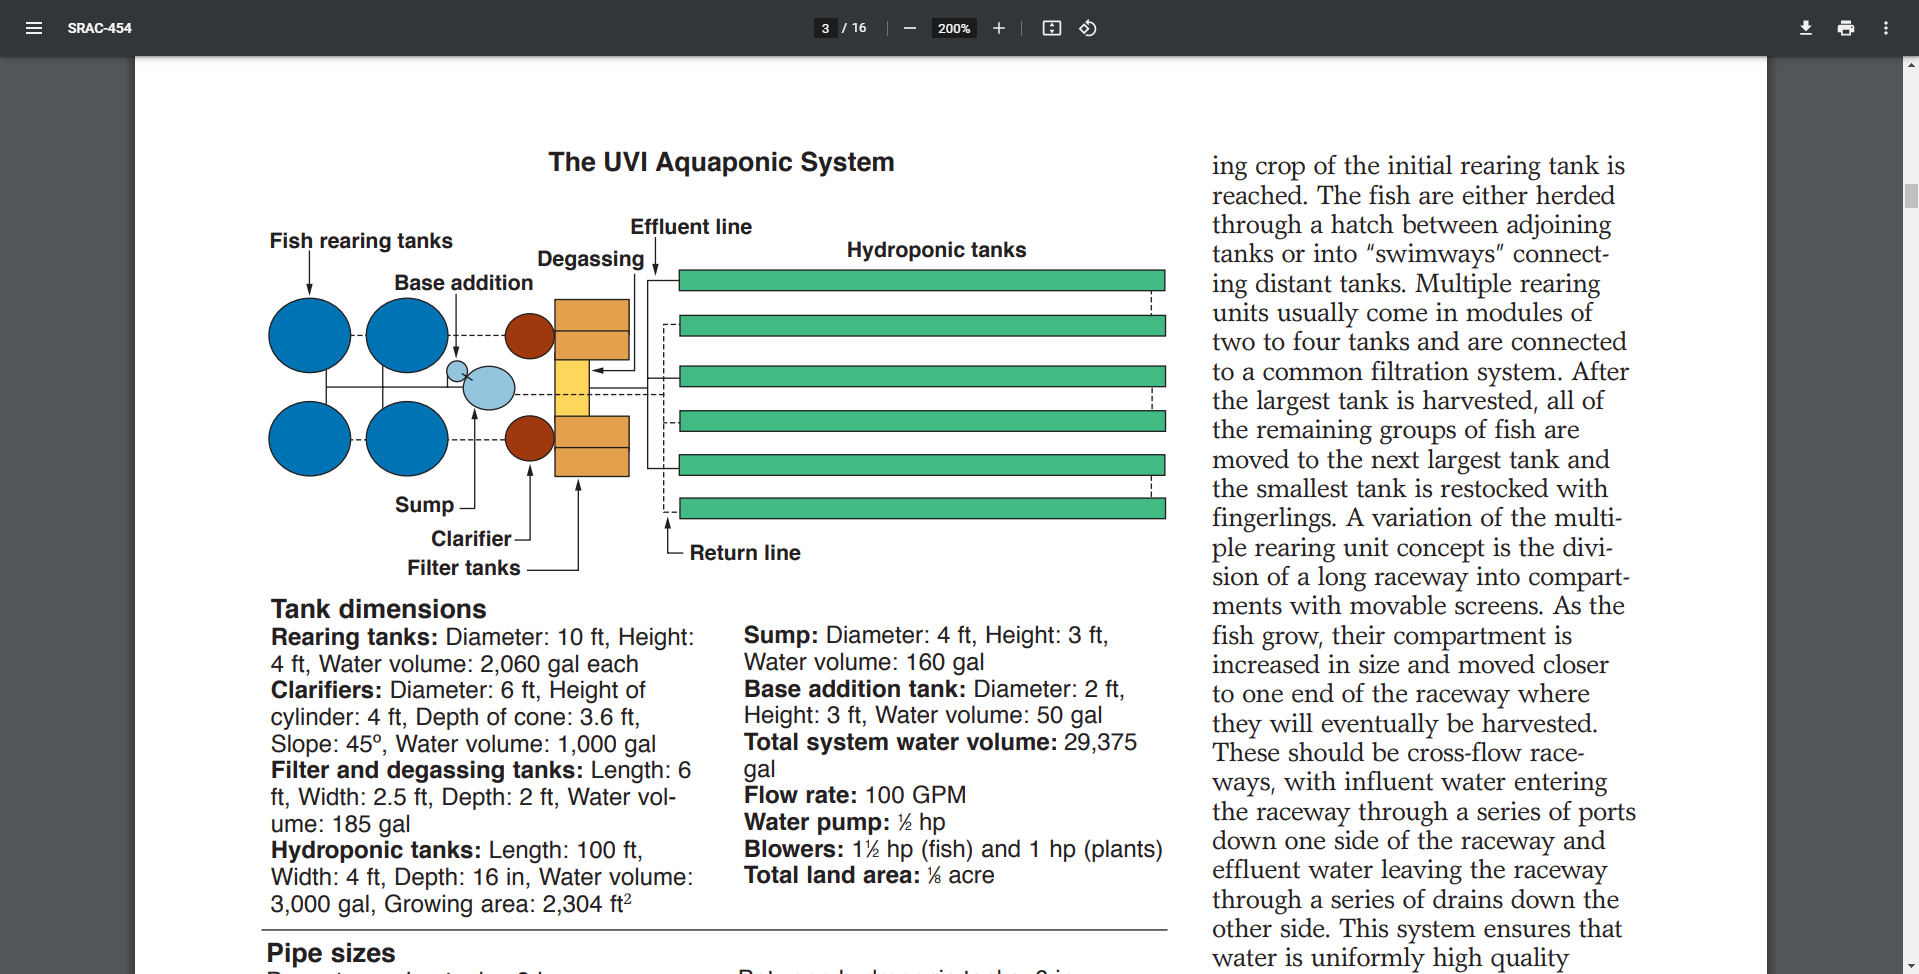 SRAC-454
3 / 16
200%
The UVI Aquaponic System
Effluent line
Fish rearing tanks
Hydroponic tanks
Degassing
Base addition
Sump
Clarifier
Return line
Filter tanks
Tank dimensions
Rearing tanks: Diameter: 10 ft, Height:
4 ft, Water volume: 2,060 gal each
Clarifiers: Diameter: 6 ft, Height of
cylinder: 4 ft, Depth of cone: 3.6 ft,
Slope: 45º, Water volume: 1,000 gal
Filter and degassing tanks: Length: 6
ft, Width: 2.5 ft, Depth: 2 ft, Water vol-
ume: 185 gal
Hydroponic tanks: Length: 100 ft,
Width: 4 ft, Depth: 16 in, Water volume:
3,000 gal, Growing area: 2,304 ft²
Sump: Diameter: 4 ft, Height: 3 ft,
Water volume: 160 gal
Base addition tank: Diameter: 2 ft,
Height: 3 ft, Water volume: 50 gal
Total system water volume: 29,375
gal
Flow rate: 100 GPM
Water pump: ½ hp
Blowers: 1½ hp (fish) and 1 hp (plants)
Total land area: ⅛ acre
Pipe sizes
ing crop of the initial rearing tank is
reached. The fish are either herded
through a hatch between adjoining
tanks or into “swimways” connect-
ing distant tanks. Multiple rearing
units usually come in modules of
two to four tanks and are connected
to a common filtration system. After
the largest tank is harvested, all of
the remaining groups of fish are
moved to the next largest tank and
the smallest tank is restocked with
fingerlings. A variation of the multi-
ple rearing unit concept is the divi-
sion of a long raceway into compart-
ments with movable screens. As the
fish grow, their compartment is
increased in size and moved closer
to one end of the raceway where
they will eventually be harvested.
These should be cross-flow race-
ways, with influent water entering
the raceway through a series of ports
down one side of the raceway and
effluent water leaving the raceway
through a series of drains down the
other side. This system ensures that
water is uniformly high quality